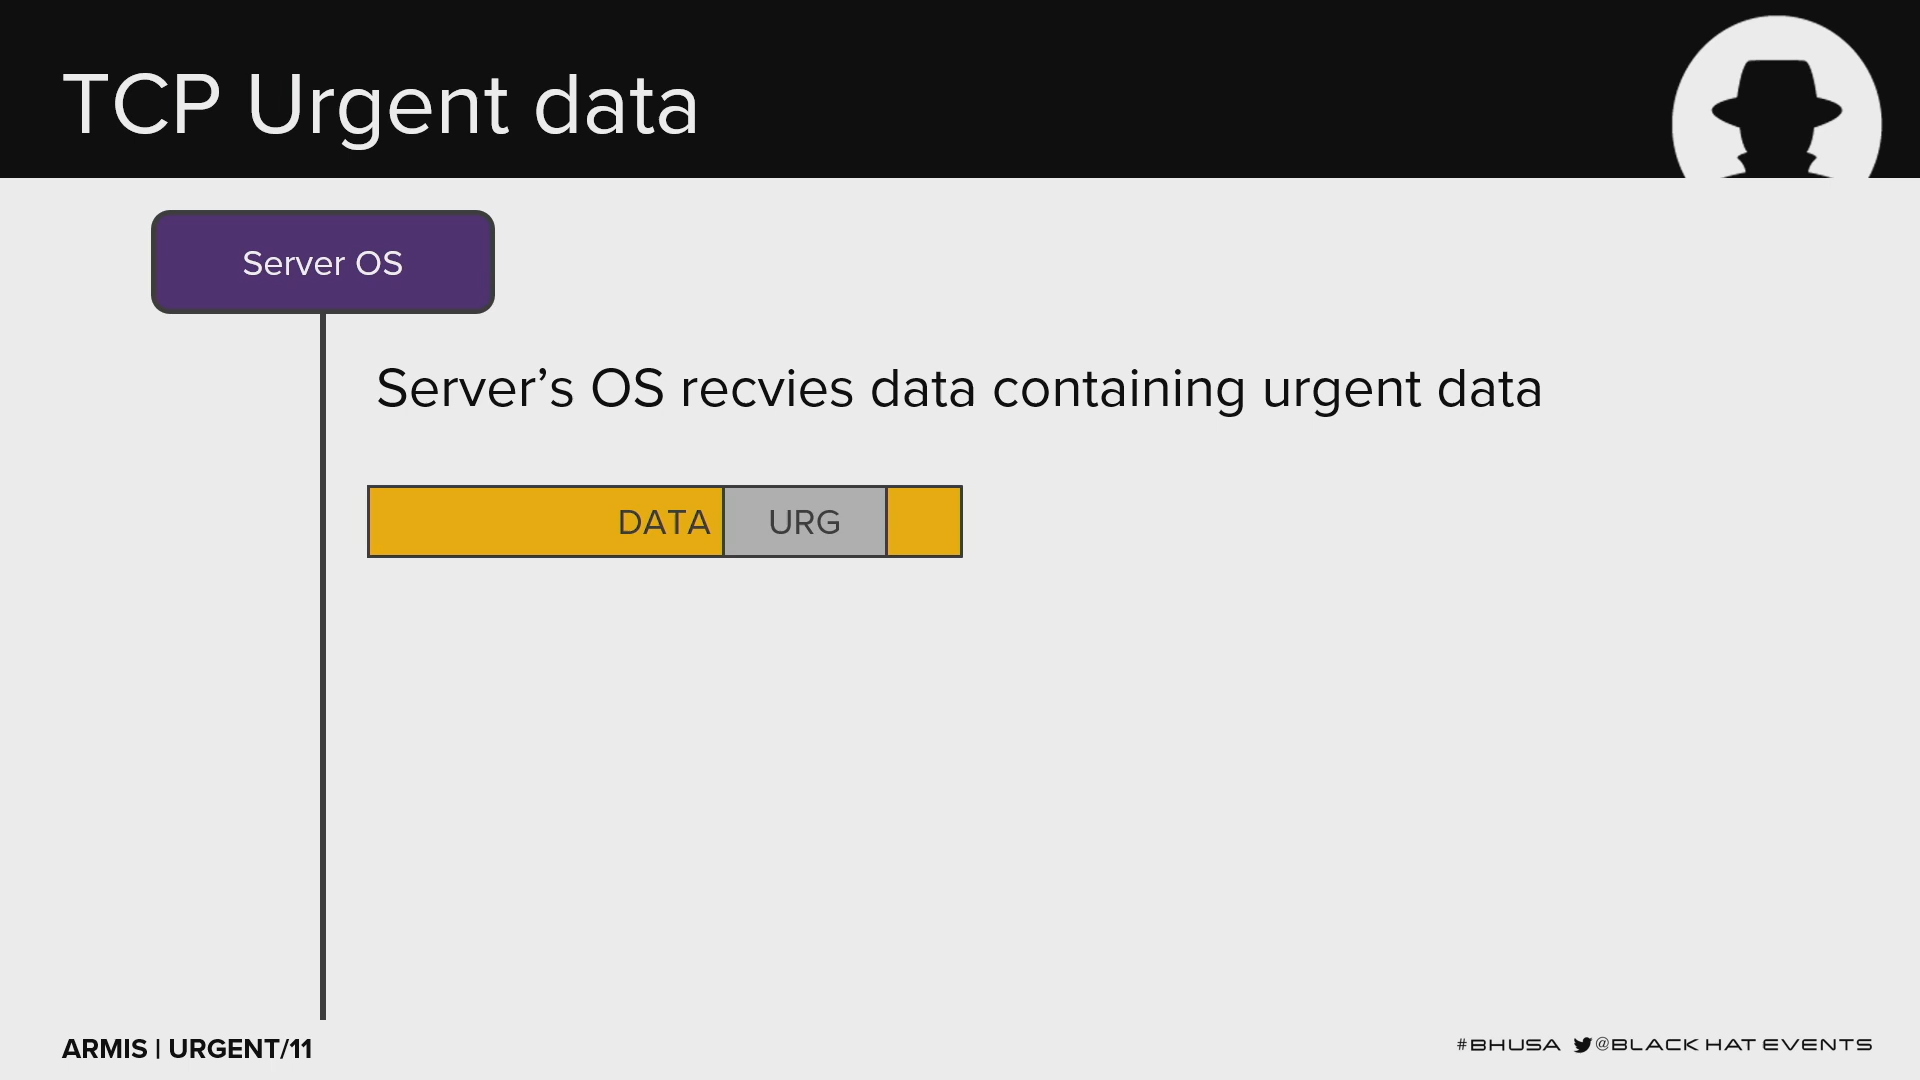 TCP Urgent data
Server OS
Server’s OS recvies data containing urgent data
DATA URG
ARMIS | URGENT/11
#BHUSA @BLACK HAT EVENTS